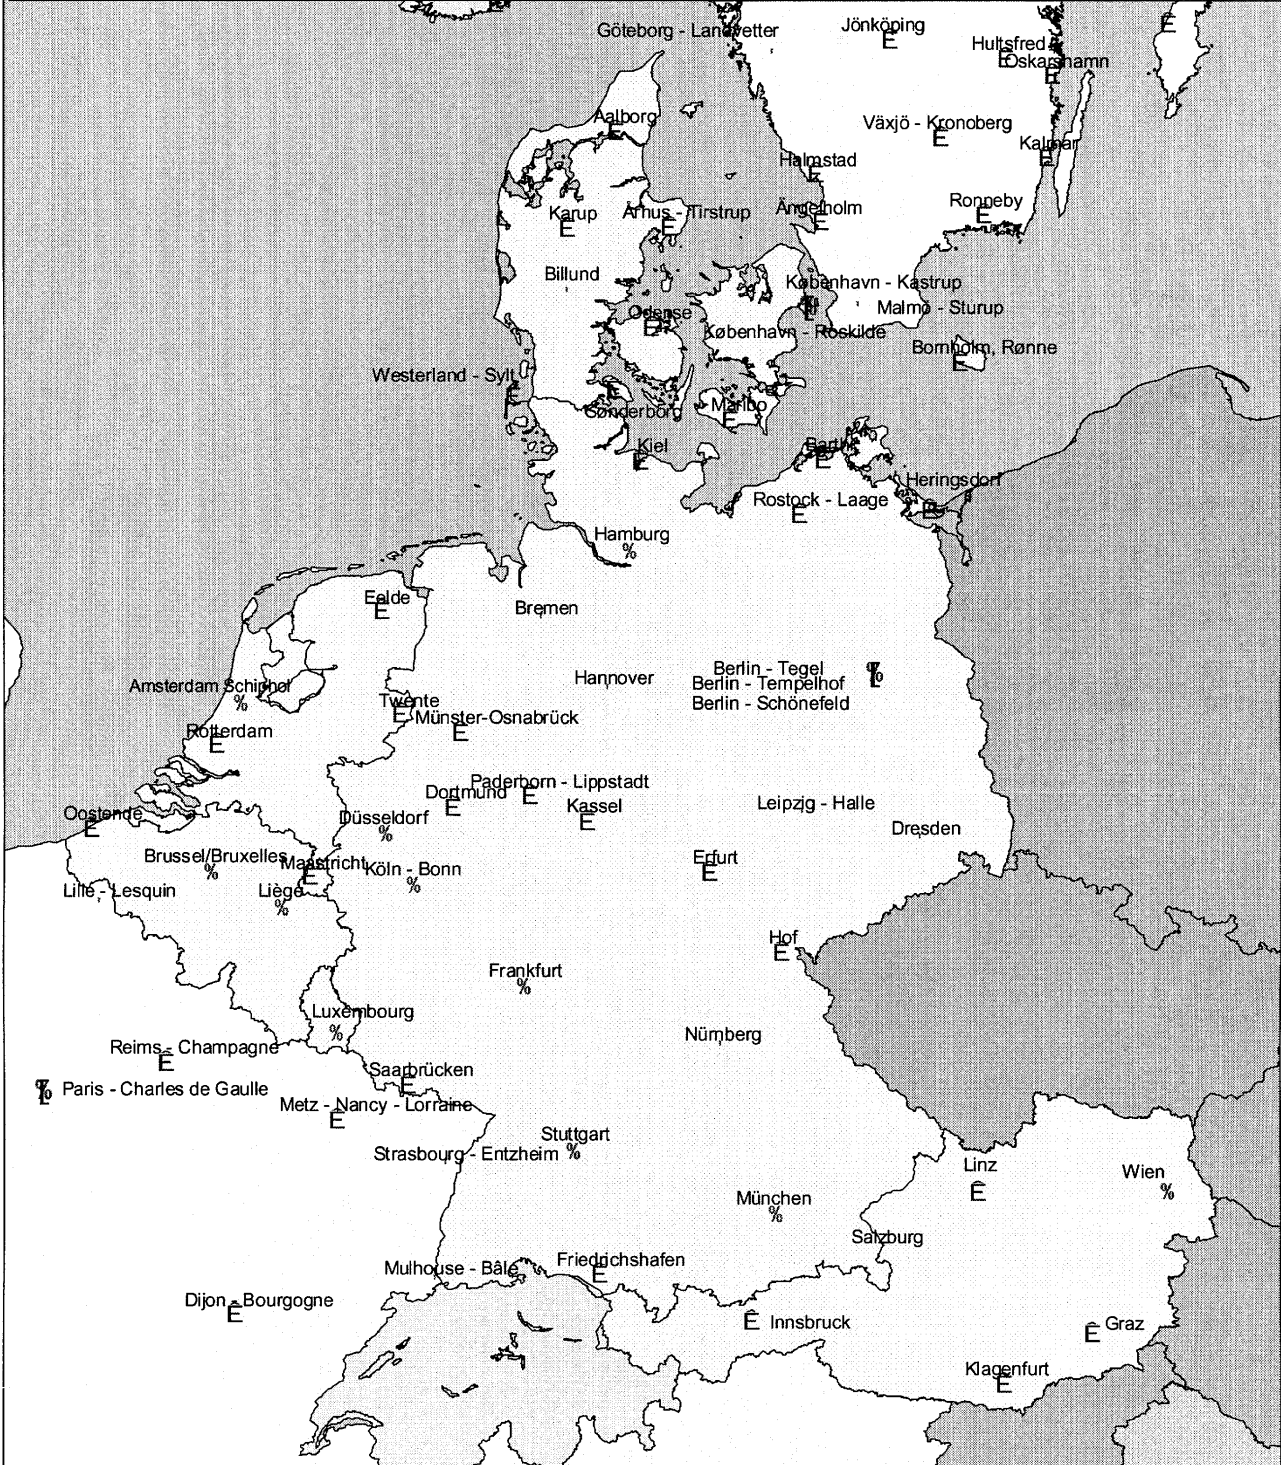 Göteborg - Landvetter
Jönköping
Hultsfred
Oskarshamn
Aalborg
Växjö - Kronoberg
Kalmar
Halmstad
Karup
Århus - Tirstrup
Ängelholm
Ronneby
Billund
København - Kastrup
Odense
Malmö - Sturup
København - Roskilde
Bornholm, Rønne
Westerland - Sylt
Sønderborg
Maribo
Kiel
Barth
Heringsdorf
Rostock - Laage
Hamburg
%
Eelde
Bremen
Hannover
Berlin - Tegel
Berlin - Tempelhof
Berlin - Schönefeld
Amsterdam Schiphol
%
Twente
Münster-Osnabrück
Rotterdam
Paderborn - Lippstadt
Dortmund
Kassel
Leipzig - Halle
Oostende
Düsseldorf
%
Dresden
Brussel/Bruxelles
%
Maastricht
Köln - Bonn
%
Erfurt
Lille - Lesquin
Liège
%
Hof
Frankfurt
%
Luxembourg
%
Nürnberg
Reims - Champagne
Saarbrücken
Paris - Charles de Gaulle
Metz - Nancy - Lorraine
Stuttgart
%
Strasbourg - Entzheim
Linz
Wien
%
München
%
Salzburg
Friedrichshafen
Mulhouse - Bâle
Dijon - Bourgogne
Innsbruck
Graz
Klagenfurt